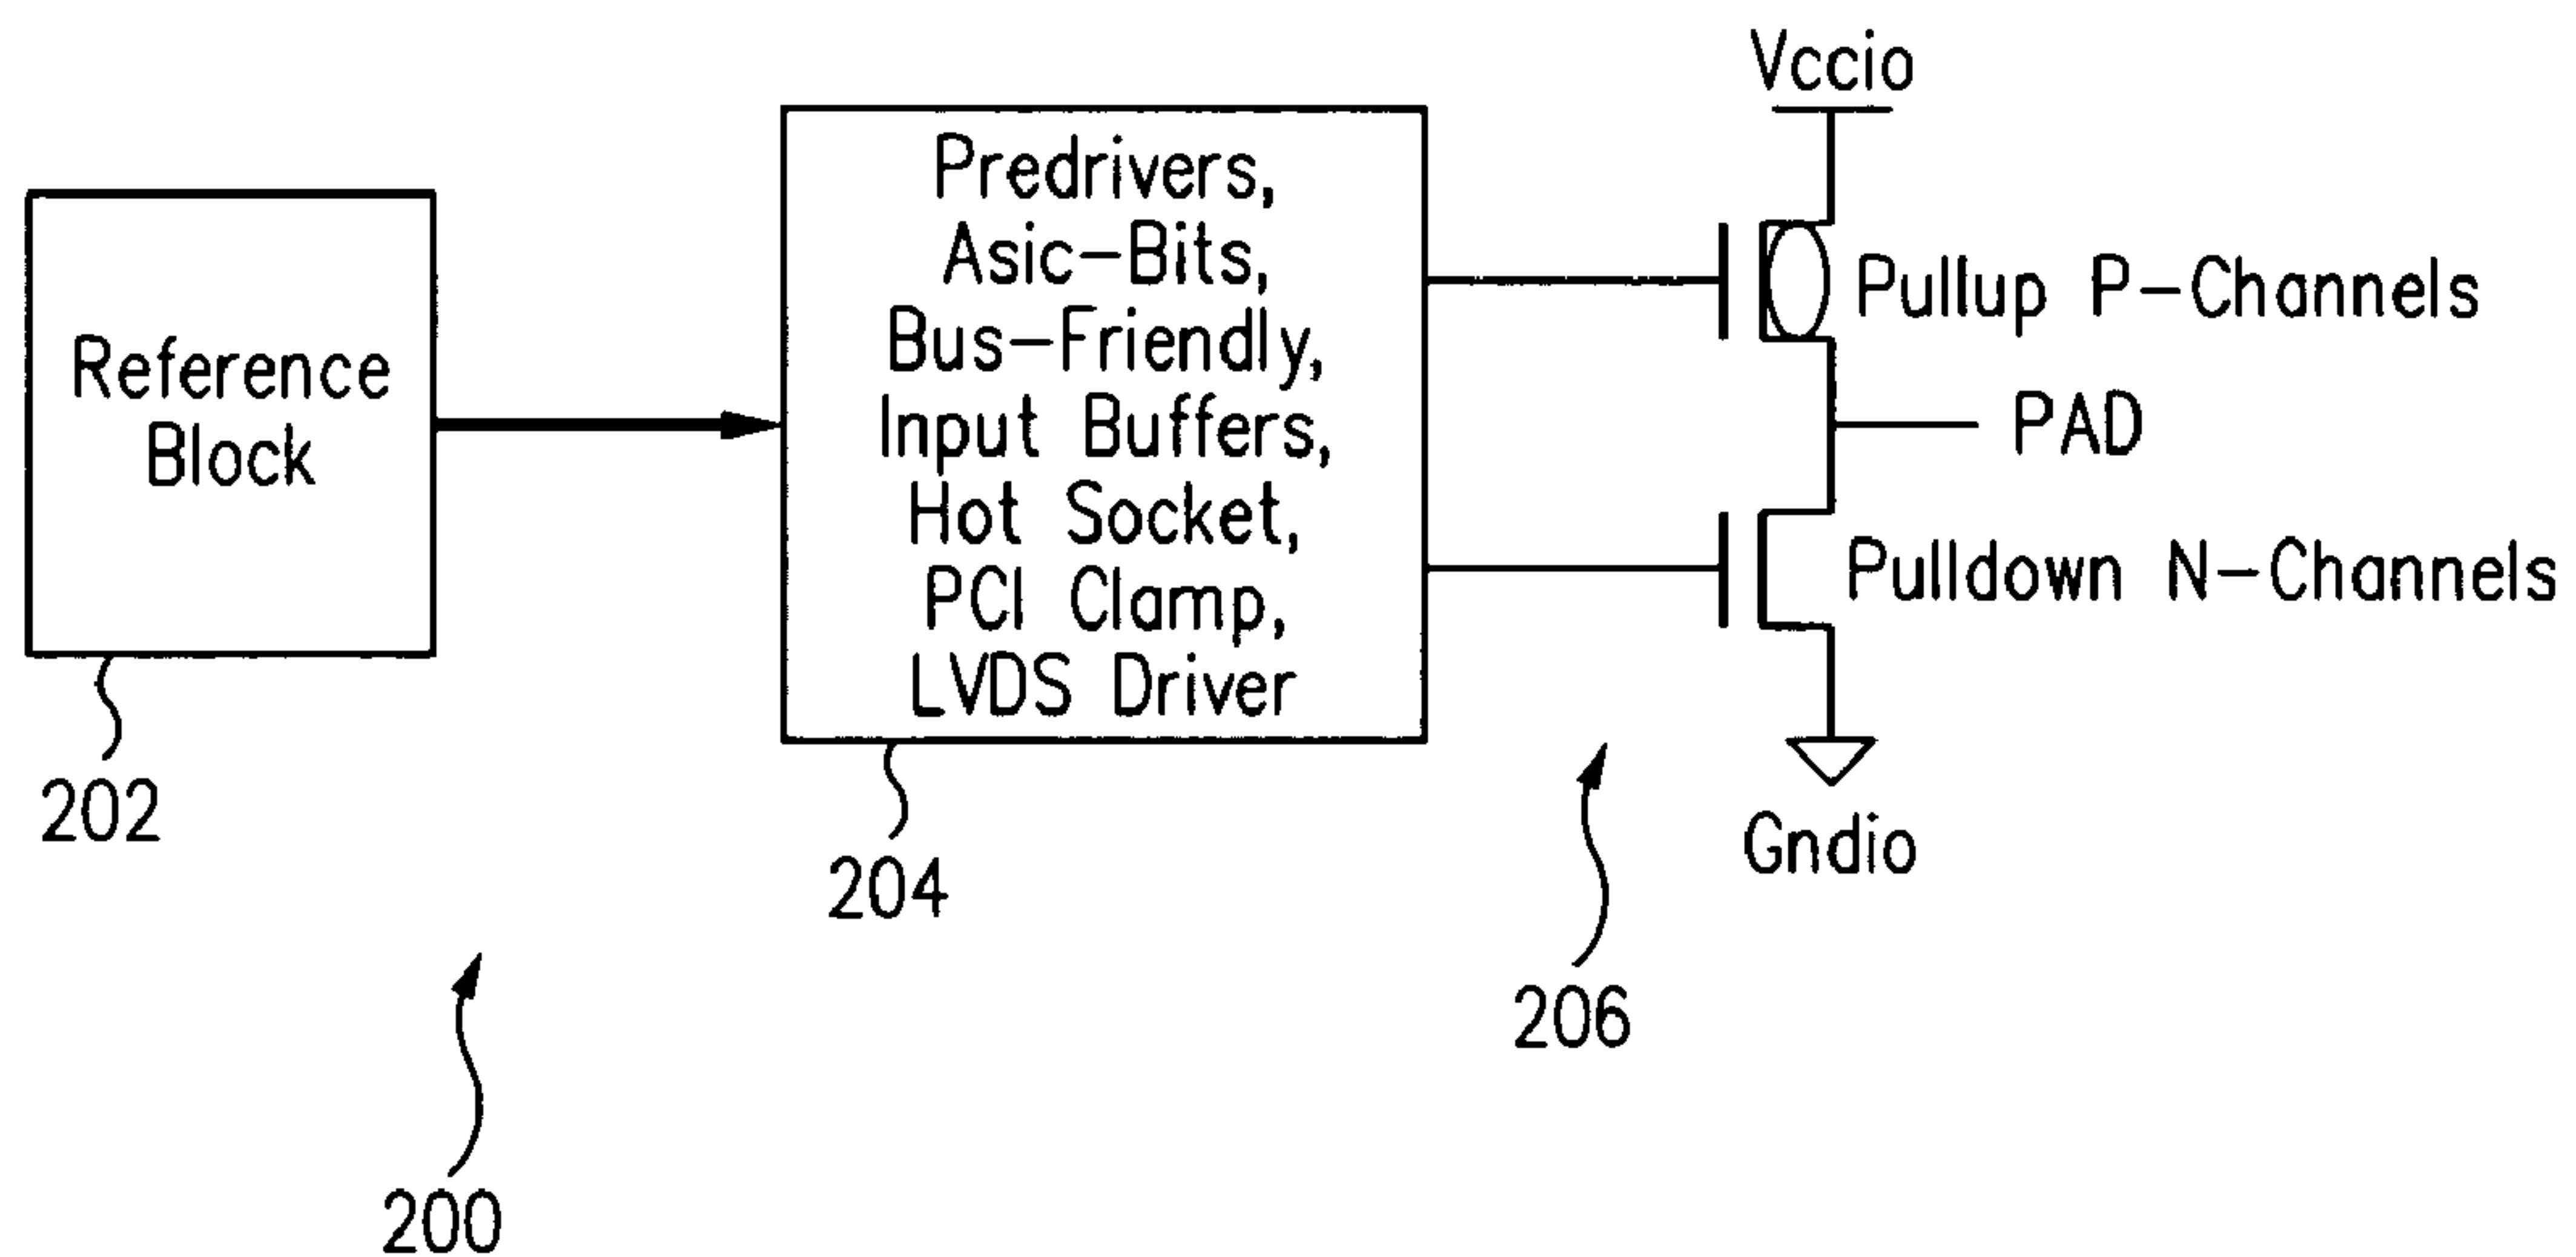 Vccio
Predrivers,
Asic-Bits,
Bus-Friendly,
Input Buffers,
Hot Socket,
PCI Clamp,
LVDS Driver
Reference
Block
Pullup P-Channels
PAD
Pulldown N-Channels
Gndio
202
204
206
200